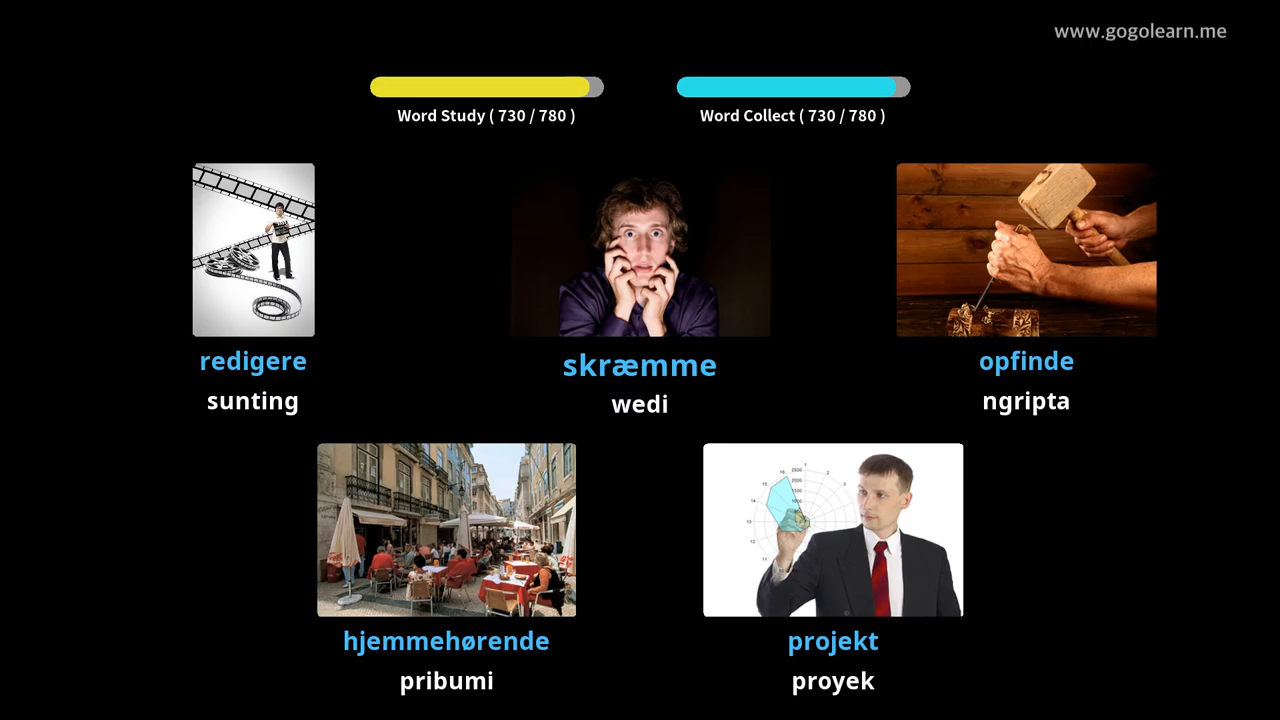 www.gogolearn.me
Word Study ( 730 / 780 )
Word Collect ( 730 / 780 )
redigere
sunting
skræmme
wedi
opfinde
ngripta
hjemmehørende
pribumi
projekt
proyek